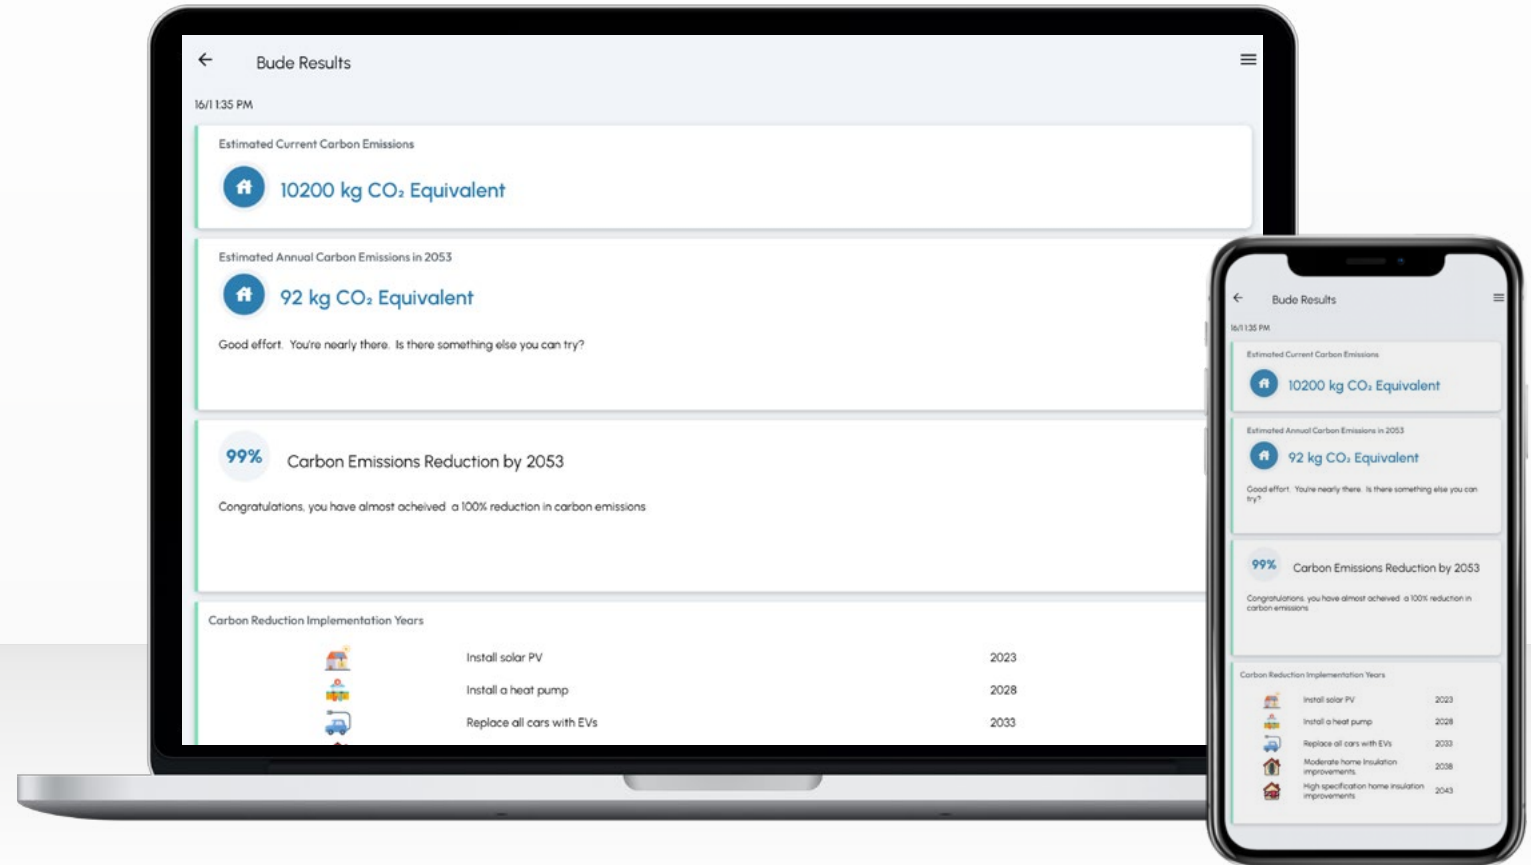 Bude Results
16/1 1:35 PM
Estimated Current Carbon Emissions
10200 kg CO₂ Equivalent
Estimated Annual Carbon Emissions in 2053
92 kg CO₂ Equivalent
Good effort. You're nearly there. Is there something else you can try?
99%
Carbon Emissions Reduction by 2053
Congratulations, you have almost acheived a 100% reduction in carbon emissions
Carbon Reduction Implementation Years
Install solar PV 2023
Install a heat pump 2028
Replace all cars with EVs 2033
Bude Results
16/1 1:35 PM
Estimated Current Carbon Emissions
10200 kg CO₂ Equivalent
Estimated Annual Carbon Emissions in 2053
92 kg CO₂ Equivalent
Good effort. You're nearly there. Is there something else you can
try?
99%
Carbon Emissions Reduction by 2053
Congratulations, you have almost acheived a 100% reduction in
carbon emissions
Carbon Reduction Implementation Years
Install solar PV 2023
Install a heat pump 2028
Replace all cars with EVs 2033
Moderate home Insulation
improvements. 2038
High specification home insulation
improvements 2043